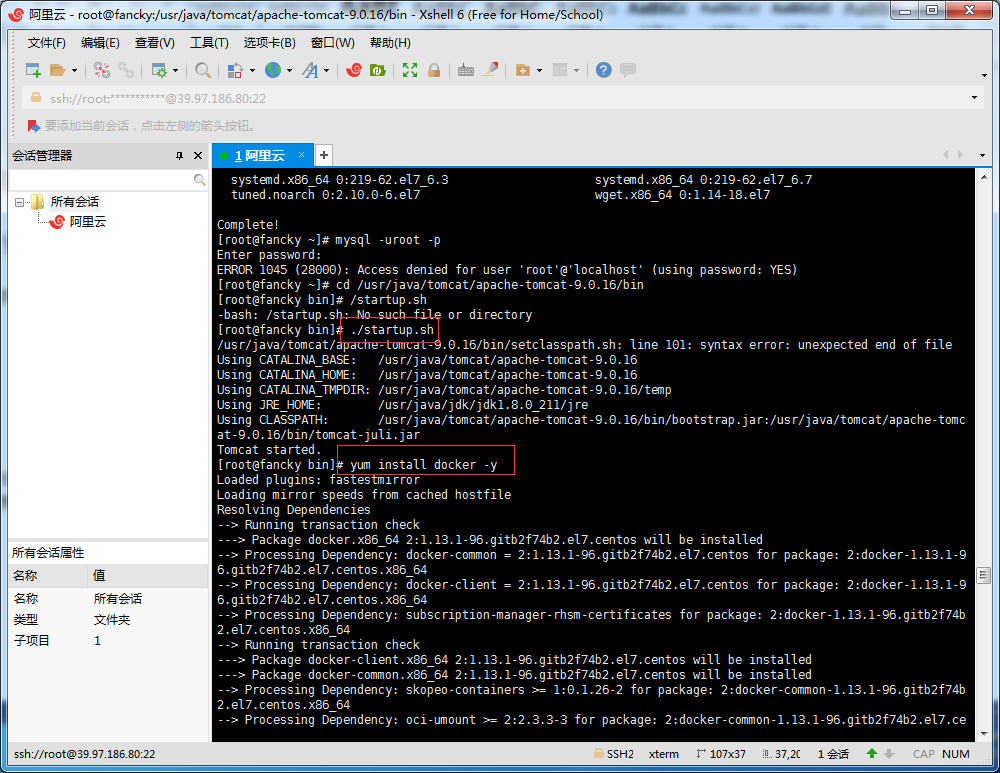 阿里云 - root@fancky:/usr/java/tomcat/apache-tomcat-9.0.16/bin - Xshell 6 (Free for Home/School)
文件(F) 编辑(E) 查看(V) 工具(T) 选项卡(B) 窗口(W) 帮助(H)
ssh://root:***********@39.97.186.80:22
要添加当前会话，点击左侧的箭头按钮。
会话管理器
1 阿里云
所有会话
阿里云
systemd.x86_64 0:219-62.el7_6.3 systemd.x86_64 0:219-62.el7_6.7
tuned.noarch 0:2.10.0-6.el7 wget.x86_64 0:1.14-18.el7
Complete!
[root@fancky ~]# mysql -uroot -p
Enter password:
ERROR 1045 (28000): Access denied for user 'root'@'localhost' (using password: YES)
[root@fancky ~]# cd /usr/java/tomcat/apache-tomcat-9.0.16/bin
[root@fancky bin]# /startup.sh
-bash: /startup.sh: No such file or directory
[root@fancky bin]# ./startup.sh
/usr/java/tomcat/apache-tomcat-9.0.16/bin/setclasspath.sh: line 101: syntax error: unexpected end of file
Using CATALINA_BASE: /usr/java/tomcat/apache-tomcat-9.0.16
Using CATALINA_HOME: /usr/java/tomcat/apache-tomcat-9.0.16
Using CATALINA_TMPDIR: /usr/java/tomcat/apache-tomcat-9.0.16/temp
Using JRE_HOME: /usr/java/jdk/jdk1.8.0_211/jre
Using CLASSPATH: /usr/java/tomcat/apache-tomcat-9.0.16/bin/bootstrap.jar:/usr/java/tomcat/apache-tomc
at-9.0.16/bin/tomcat-juli.jar
Tomcat started.
[root@fancky bin]# yum install docker -y
Loaded plugins: fastestmirror
Loading mirror speeds from cached hostfile
Resolving Dependencies
--> Running transaction check
---> Package docker.x86_64 2:1.13.1-96.gitb2f74b2.el7.centos will be installed
--> Processing Dependency: docker-common = 2:1.13.1-96.gitb2f74b2.el7.centos for package: 2:docker-1.13.1-9
6.gitb2f74b2.el7.centos.x86_64
--> Processing Dependency: docker-client = 2:1.13.1-96.gitb2f74b2.el7.centos for package: 2:docker-1.13.1-9
6.gitb2f74b2.el7.centos.x86_64
--> Processing Dependency: subscription-manager-rhsm-certificates for package: 2:docker-1.13.1-96.gitb2f74b
2.el7.centos.x86_64
--> Running transaction check
---> Package docker-client.x86_64 2:1.13.1-96.gitb2f74b2.el7.centos will be installed
---> Package docker-common.x86_64 2:1.13.1-96.gitb2f74b2.el7.centos will be installed
--> Processing Dependency: skopeo-containers >= 1:0.1.26-2 for package: 2:docker-common-1.13.1-96.gitb2f74b
2.el7.centos.x86_64
--> Processing Dependency: oci-umount >= 2:2.3.3-3 for package: 2:docker-common-1.13.1-96.gitb2f74b2.el7.ce
所有会话属性
名称 值
名称 所有会话
类型 文件夹
子项目 1
ssh://root@39.97.186.80:22 SSH2 xterm 107x37 37,20 1 会话 CAP NUM